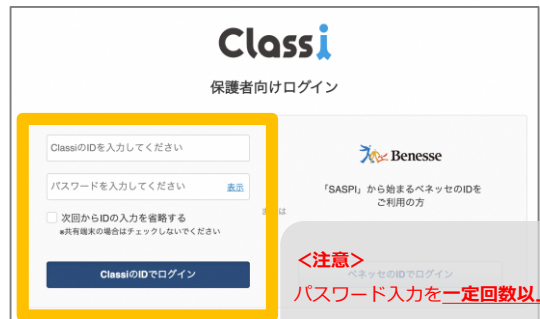 Classi
保護者向けログイン
ClassiのIDを入力してください
パスワードを入力してください 表示
次回からIDの入力を省略する
※共有端末の場合はチェックしないでください
ClassiのIDでログイン
または
Benesse
「SASPI」から始まるベネッセのIDを
ご利用の方
ベネッセのIDでログイン
<注意>
パスワード入力を一定回数以